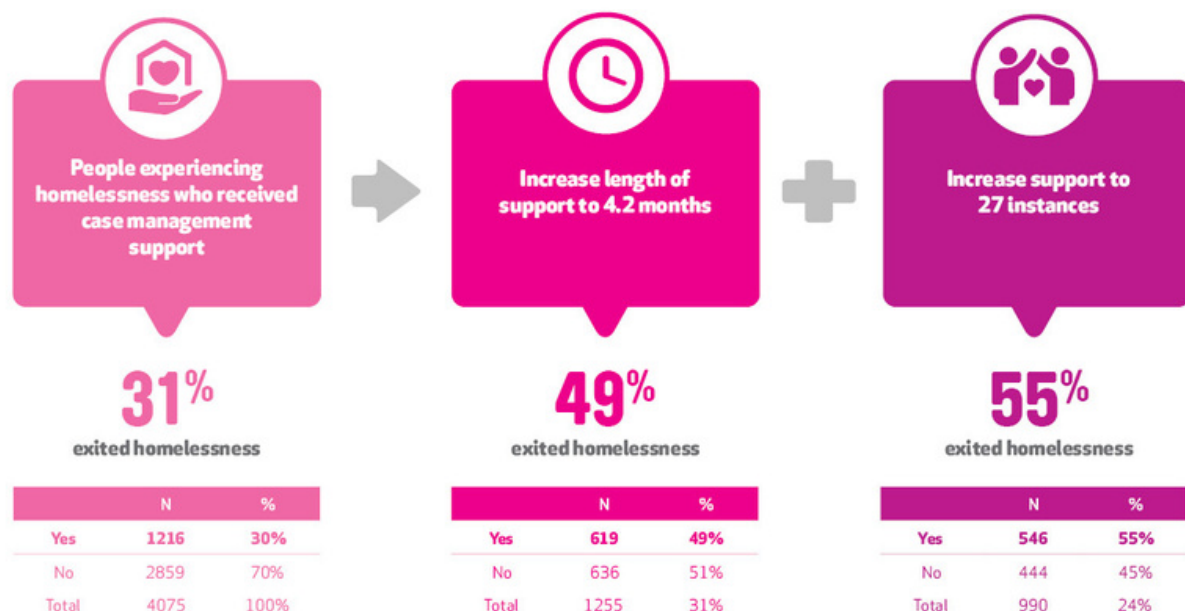 People experiencing
homelessness who received
case management
support
Increase length of
support to 4.2 months
Increase support to
27 instances
31%
exited homelessness
49%
exited homelessness
55%
exited homelessness
N %
Yes 1216 30%
No 2859 70%
Total 4075 100%
N %
Yes 619 49%
No 636 51%
Total 1255 31%
N %
Yes 546 55%
No 444 45%
Total 990 24%